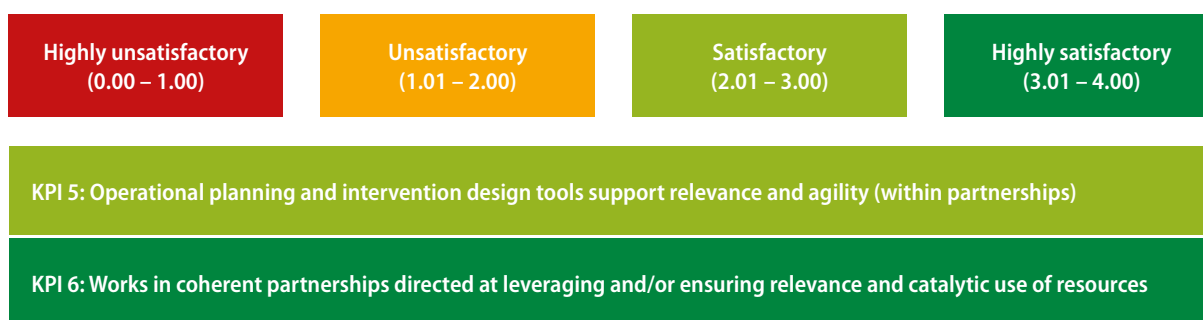 Highly unsatisfactory
(0.00 – 1.00)
Unsatisfactory
(1.01 – 2.00)
Satisfactory
(2.01 – 3.00)
Highly satisfactory
(3.01 – 4.00)
KPI 5: Operational planning and intervention design tools support relevance and agility (within partnerships)
KPI 6: Works in coherent partnerships directed at leveraging and/or ensuring relevance and catalytic use of resources